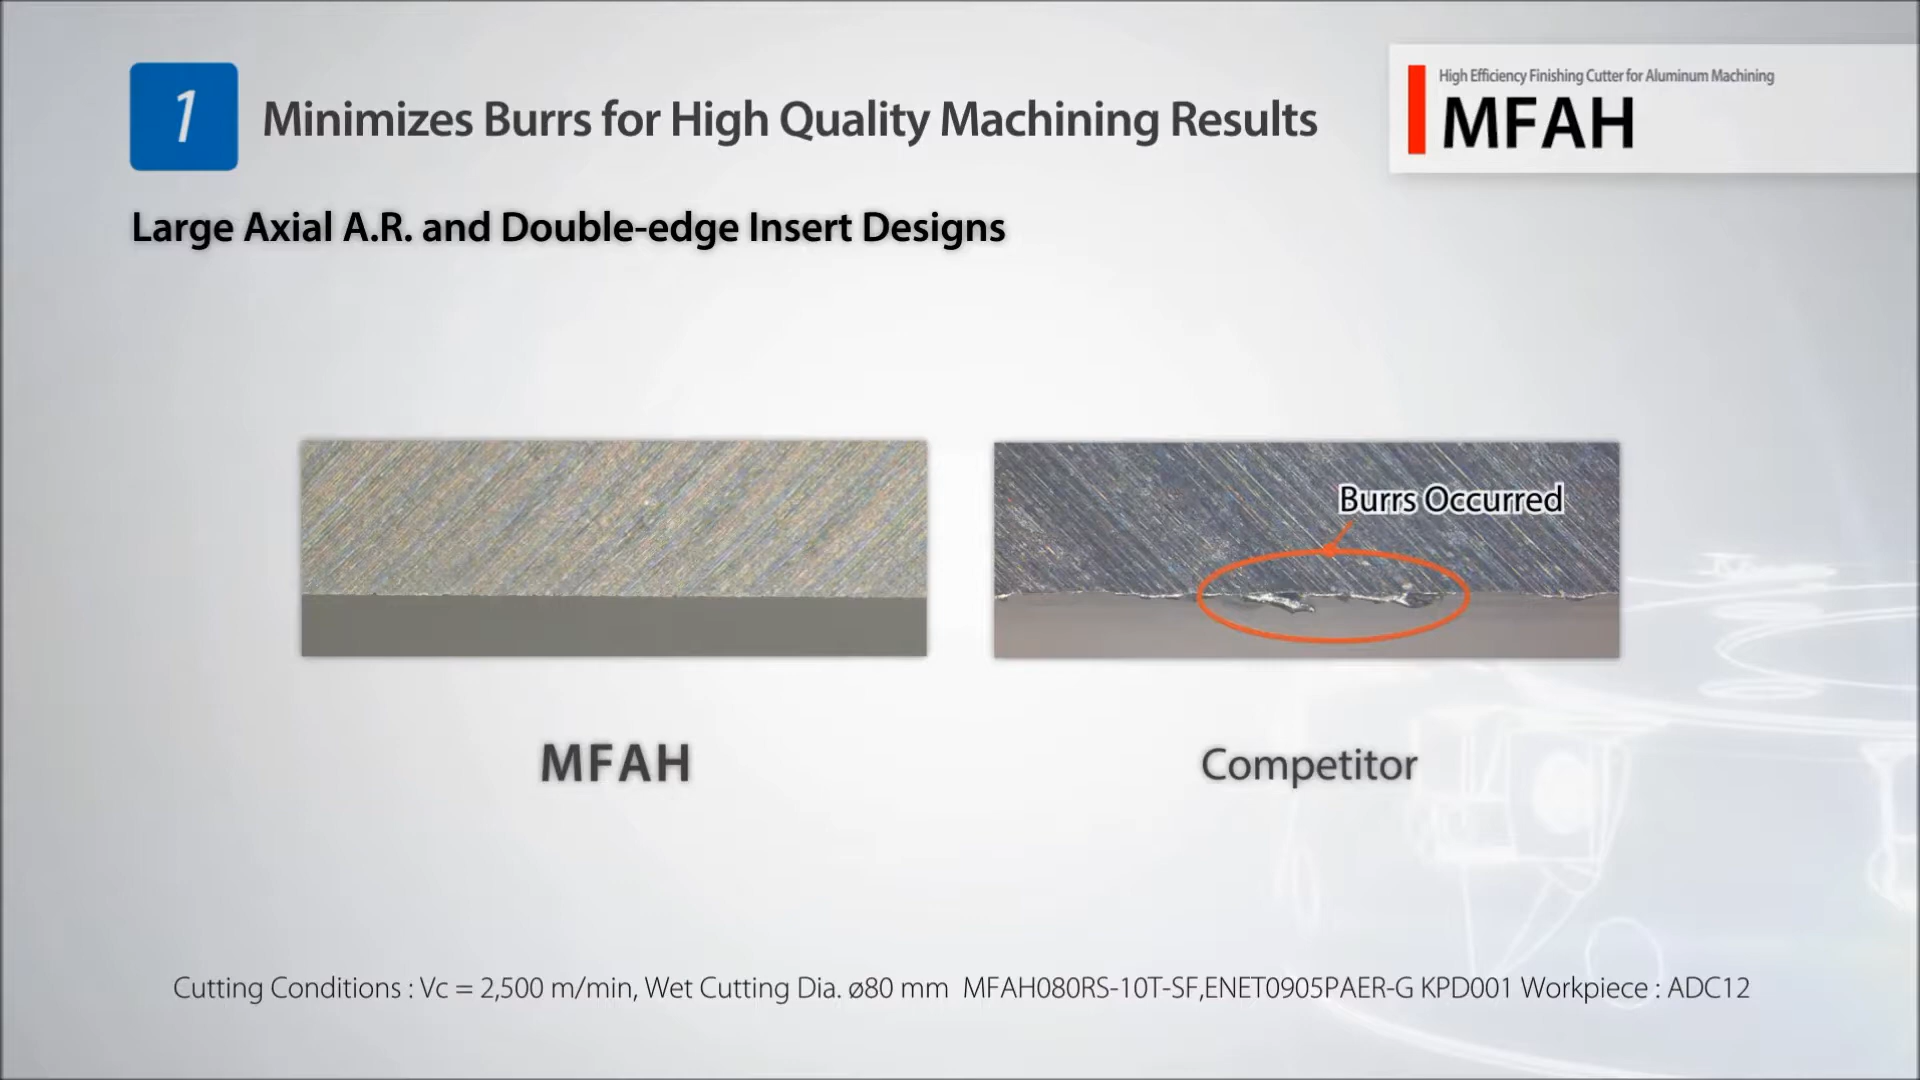 1
Minimizes Burrs for High Quality Machining Results
High Efficiency Finishing Cutter for Aluminum Machining
MFAH
Large Axial A.R. and Double-edge Insert Designs
Burrs Occurred
MFAH
Competitor
Cutting Conditions : Vc = 2,500 m/min, Wet Cutting Dia. ø80 mm  MFAH080RS-10T-SF,ENET0905PAER-G KPD001 Workpiece : ADC12